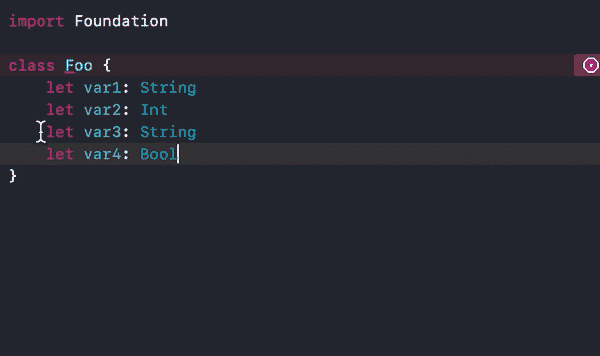 import Foundation
class Foo {
    let var1: String
    let var2: Int
    let var3: String
    let var4: Bool
}